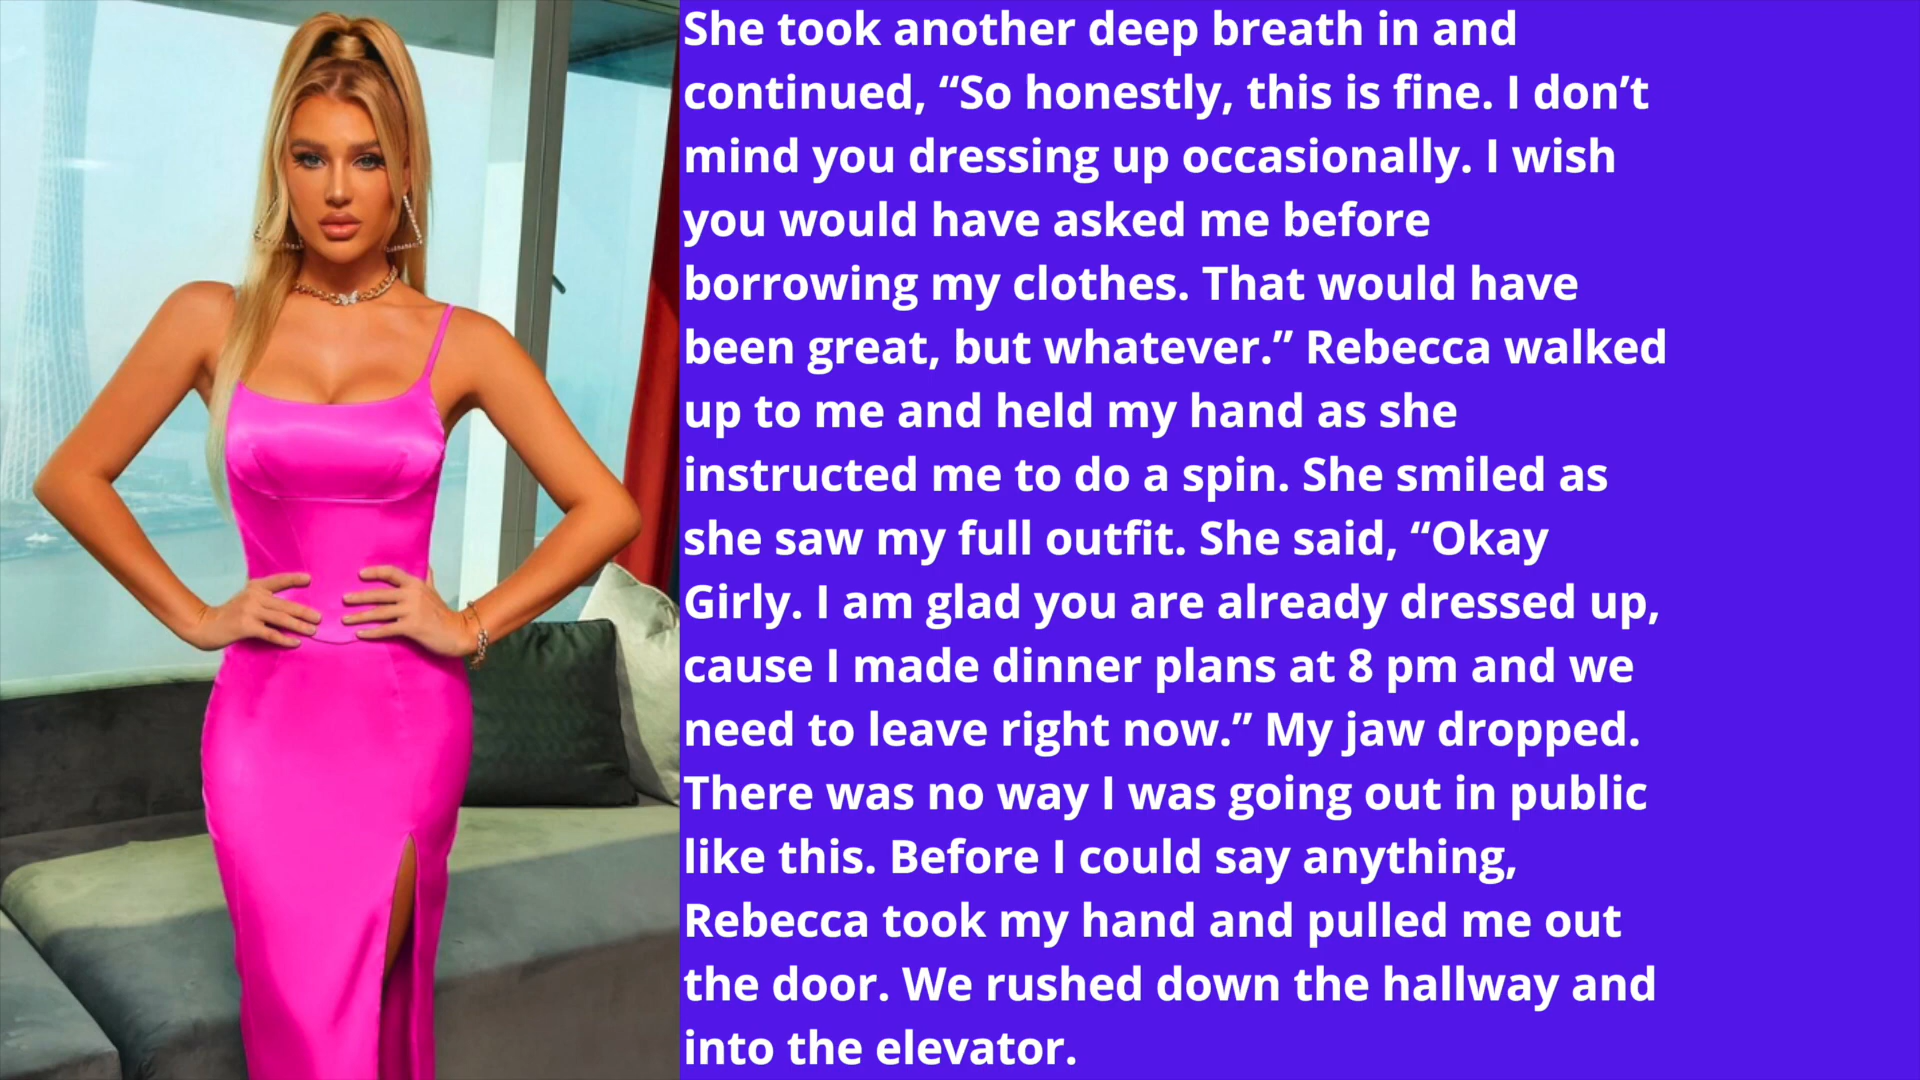 She took another deep breath in and
continued, “So honestly, this is fine. I don’t
mind you dressing up occasionally. I wish
you would have asked me before
borrowing my clothes. That would have
been great, but whatever.” Rebecca walked
up to me and held my hand as she
instructed me to do a spin. She smiled as
she saw my full outfit. She said, “Okay
Girly. I am glad you are already dressed up,
cause I made dinner plans at 8 pm and we
need to leave right now.” My jaw dropped.
There was no way I was going out in public
like this. Before I could say anything,
Rebecca took my hand and pulled me out
the door. We rushed down the hallway and
into the elevator.